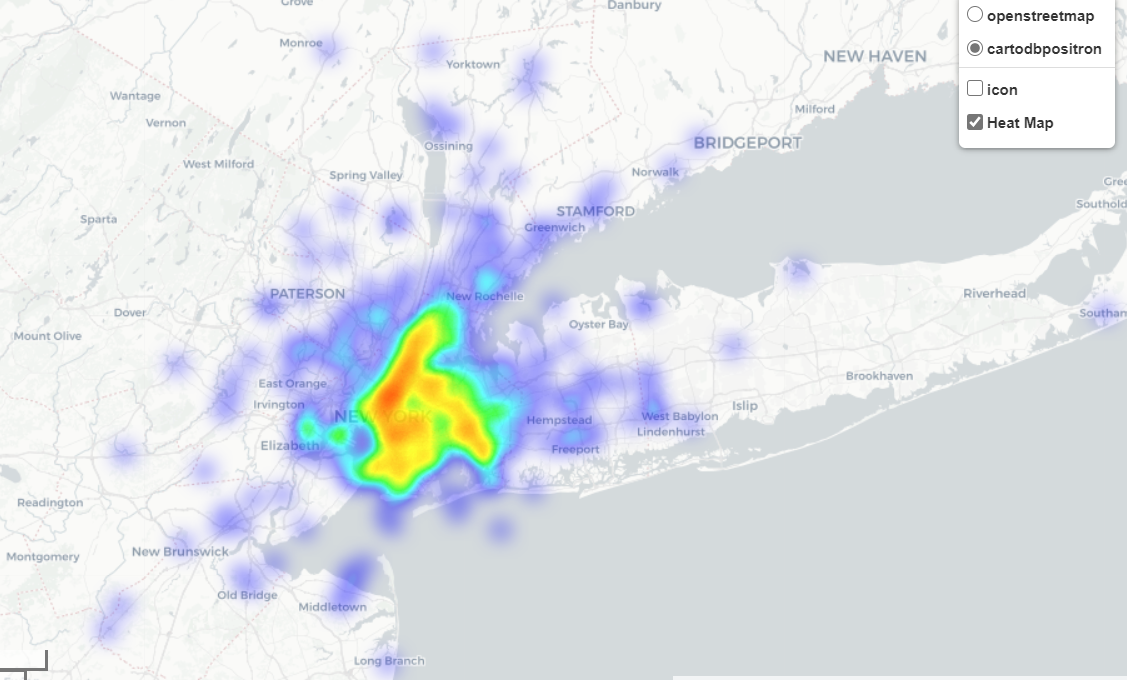 Grove
Danbury
openstreetmap
Monroe
cartodbpositron
NEW HAVEN
Yorktown
icon
Wantage
Milford
Vernon
Heat Map
Ossining
BRIDGEPORT
West Milford
Spring Valley
Norwalk
Gree
Southold
Sparta
STAMFORD
Greenwich
PATERSON
New Rochelle
Riverhead
Dover
Southam
Oyster Bay
Mount Olive
Brookhaven
East Orange
Irvington
Islip
NEW YORK
West Babylon
Hempstead
Lindenhurst
Elizabeth
Freeport
Readington
New Brunswick
Montgomery
Old Bridge
Middletown
Long Branch